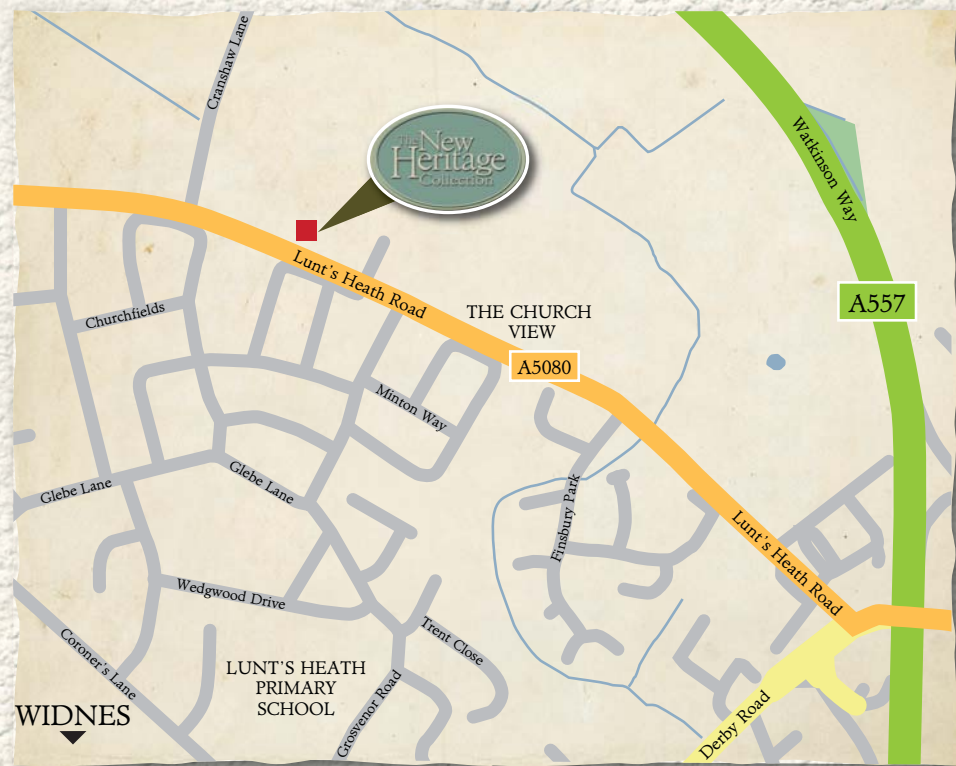 Cranshaw Lane
The New
Heritage
Collection
Watkinson Way
Lunt's Heath Road
A557
Churchfields
THE CHURCH
VIEW
A5080
Minton Way
Glebe Lane
Glebe Lane
Finsbury Park
Lunt's Heath Road
Wedgwood Drive
Trent Close
Coroner's Lane
LUNT'S HEATH
PRIMARY
SCHOOL
Grosvenor Road
Derby Road
WIDNES